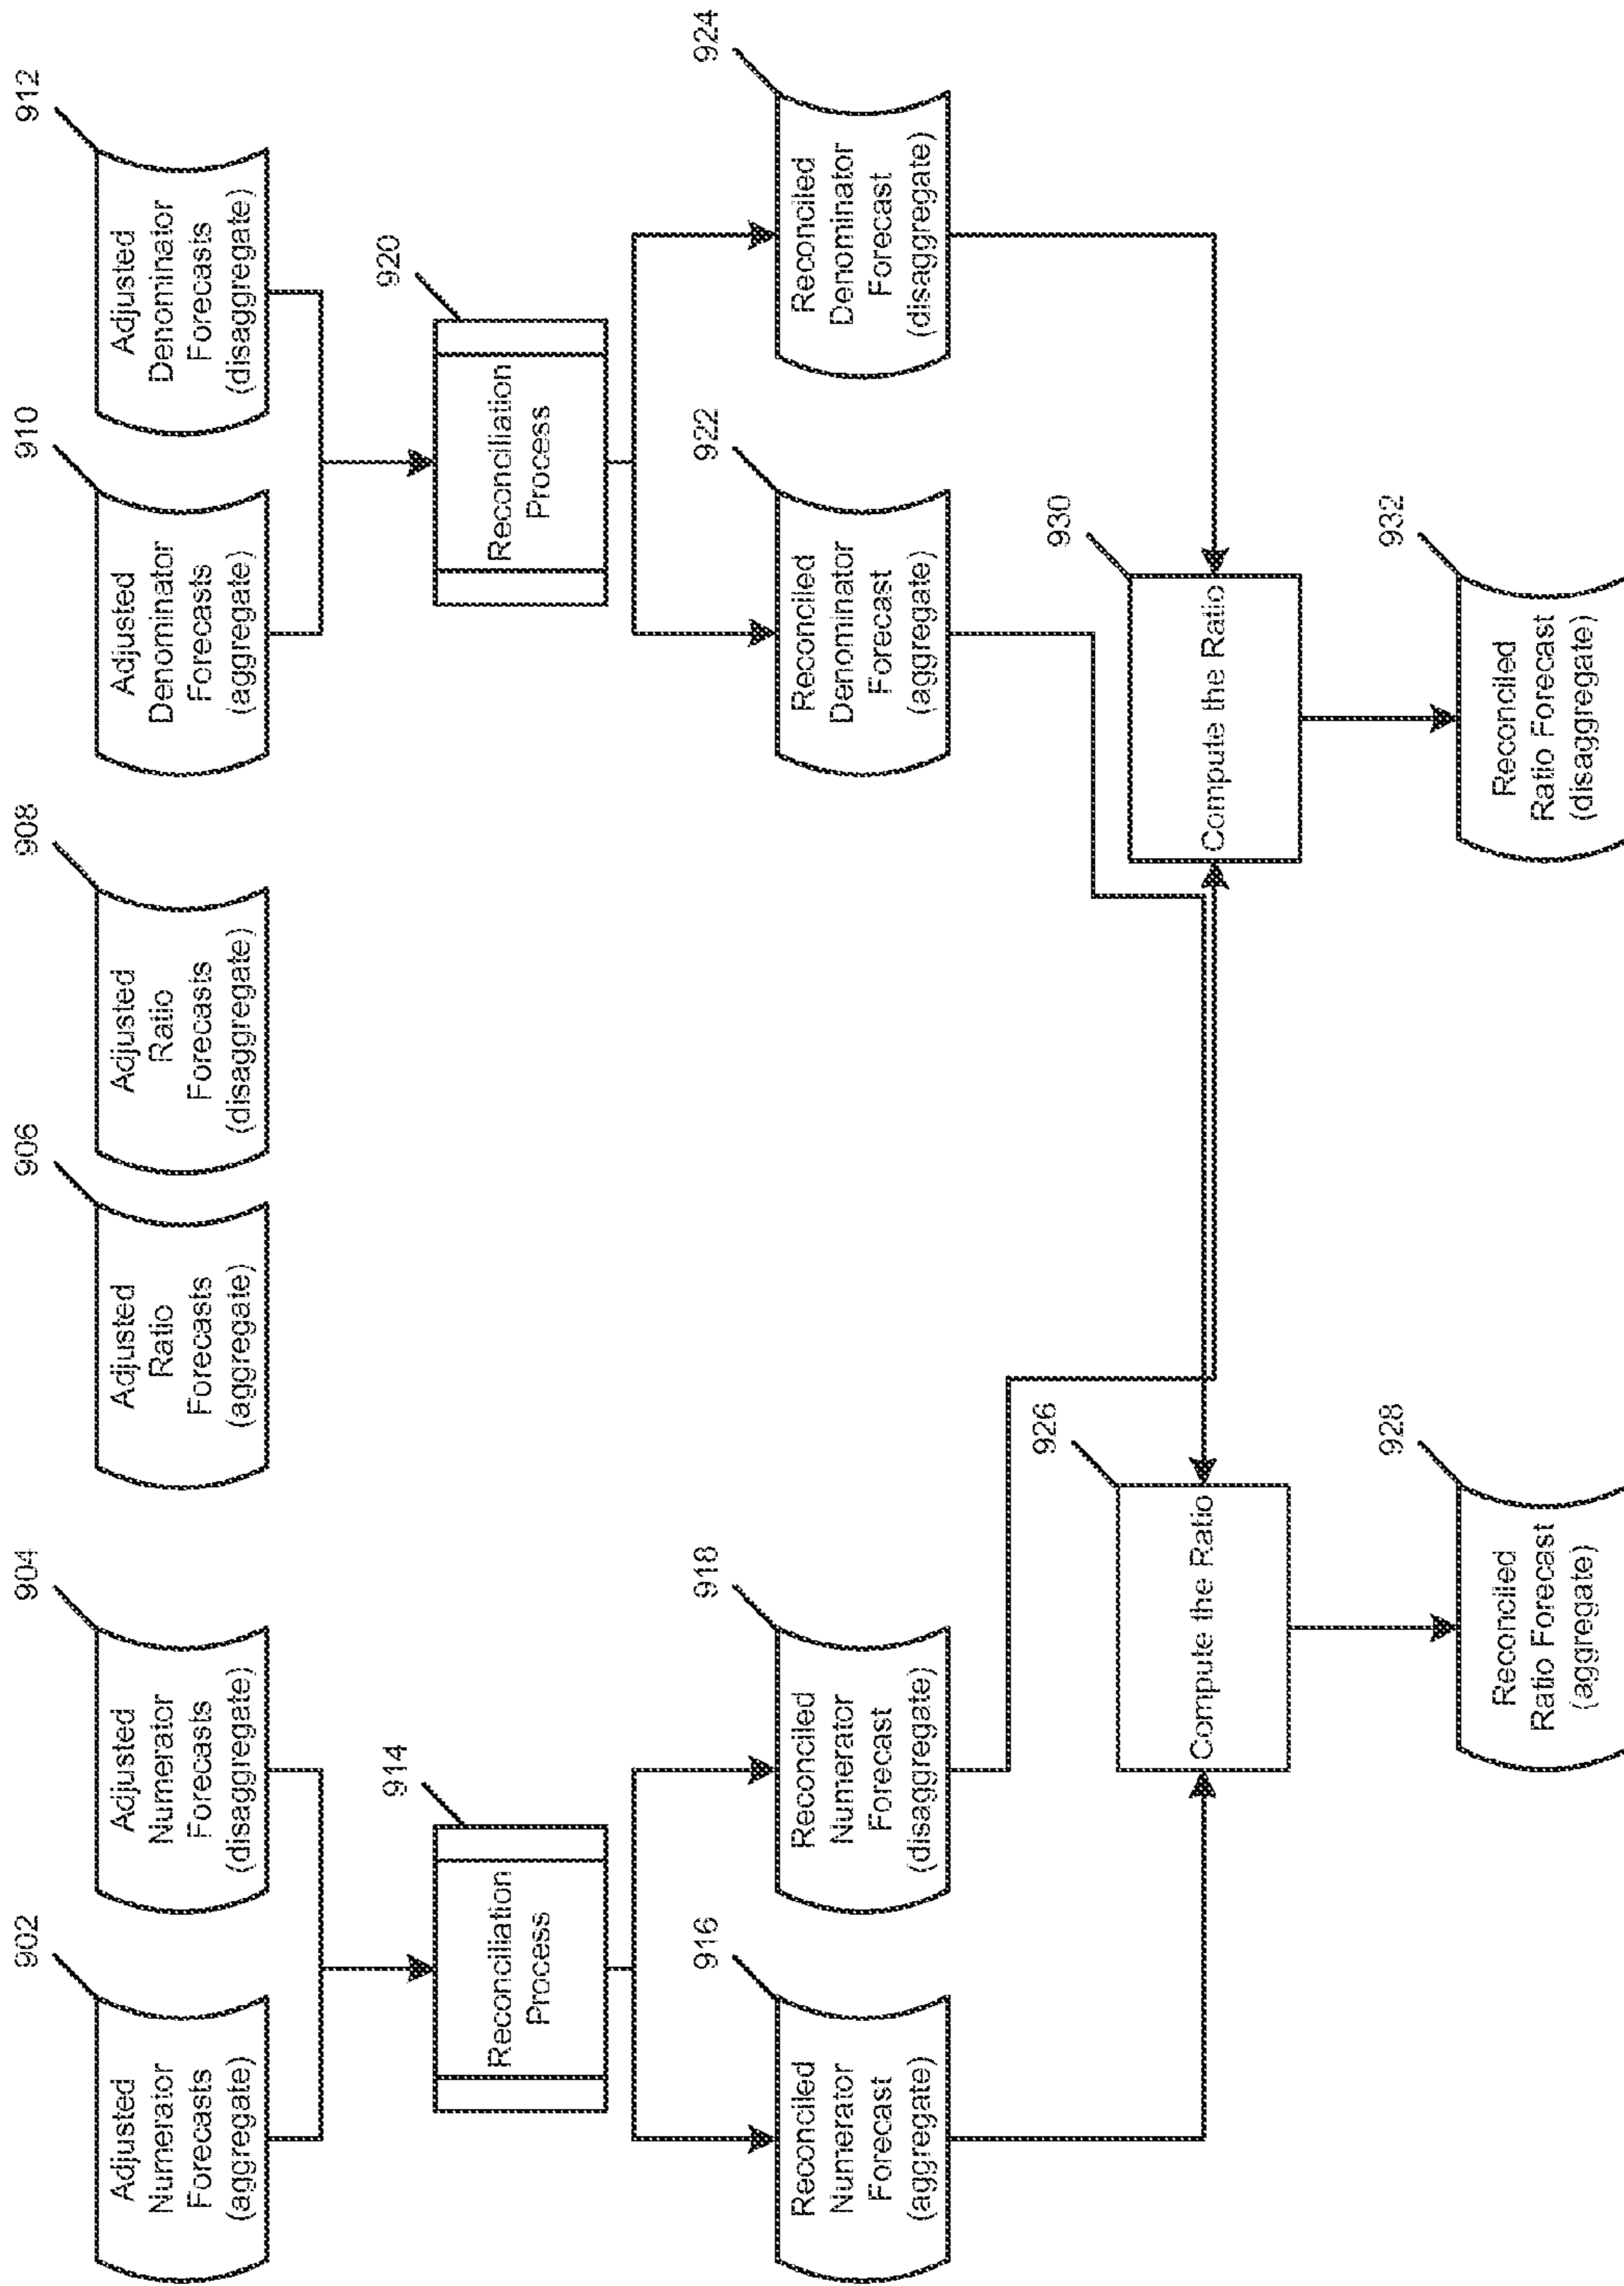 902
904
906
908
910
912
Adjusted
Numerator
Forecasts
(aggregate)
Adjusted
Numerator
Forecasts
(disaggregate)
Adjusted
Ratio
Forecasts
(aggregate)
Adjusted
Ratio
Forecasts
(disaggregate)
Adjusted
Denominator
Forecasts
(aggregate)
Adjusted
Denominator
Forecasts
(disaggregate)
914
920
Reconciliation
Process
Reconciliation
Process
916
918
922
924
Reconciled
Numerator
Forecast
(aggregate)
Reconciled
Numerator
Forecast
(disaggregate)
Reconciled
Denominator
Forecast
(aggregate)
Reconciled
Denominator
Forecast
(disaggregate)
926
930
Compute the Ratio
Compute the Ratio
928
932
Reconciled
Ratio Forecast
(aggregate)
Reconciled
Ratio Forecast
(disaggregate)